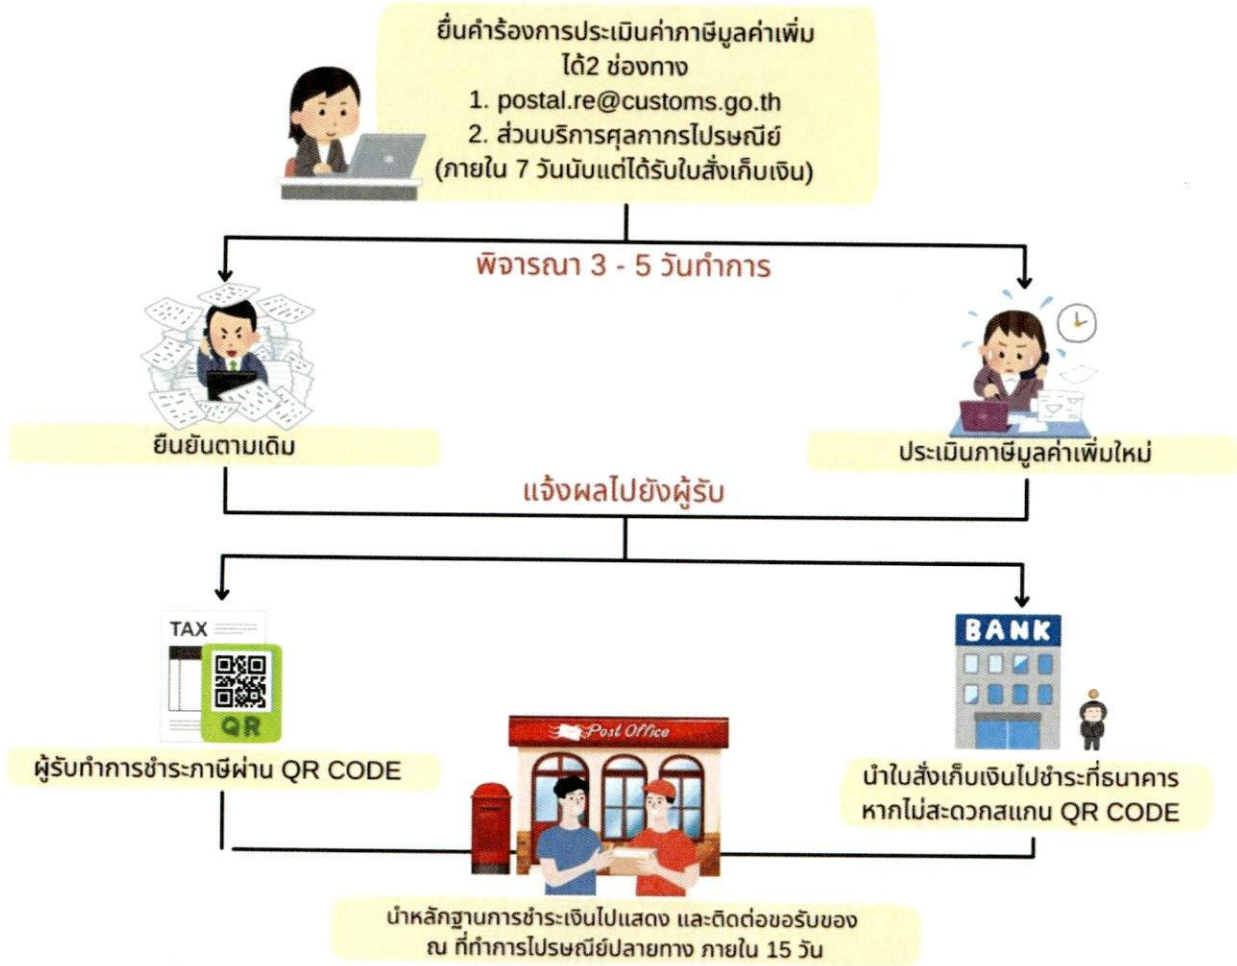 ยื่นคำร้องการประเมินค่าภาษีมูลค่าเพิ่ม
ได้2 ช่องทาง
1. postal.re@customs.go.th
2. ส่วนบริการศุลกากรไปรษณีย์
(ภายใน 7 วันนับแต่ได้รับใบสั่งเก็บเงิน)
พิจารณา 3 - 5 วันทำการ
ยืนยันตามเดิม
ประเมินภาษีมูลค่าเพิ่มใหม่
แจ้งผลไปยังผู้รับ
TAX
QR
BANK
Post Office
ผู้รับทำการชำระภาษีผ่าน QR CODE
นำใบสั่งเก็บเงินไปชำระที่ธนาคาร
หากไม่สะดวกสแกน QR CODE
นำหลักฐานการชำระเงินไปแสดง และติดต่อขอรับของ
ณ ที่ทำการไปรษณีย์ปลายทาง ภายใน 15 วัน